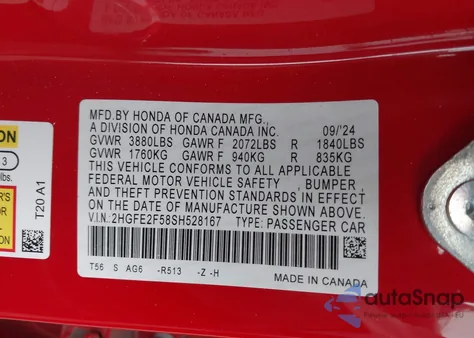 MFD.BY HONDA OF CANADA MFG.,
A DIVISION OF HONDA CANADA INC. 09/'24
GVWR 3880LBS GAWR F 2072LBS R 1840LBS
GVWR 1760KG GAWR F 940KG R 835KG
THIS VEHICLE CONFORMS TO ALL APPLICABLE
FEDERAL MOTOR VEHICLE SAFETY , BUMPER ,
AND THEFT PREVENTION STANDARDS IN EFFECT
ON THE DATE OF MANUFACTURE SHOWN ABOVE.
V.I.N: 2HGFE2F58SH528167 TYPE: PASSENGER CAR
T56 S AG6 -R513 -Z -H
MADE IN CANADA
ON
3
lbs.
T20 A1
autoSnap